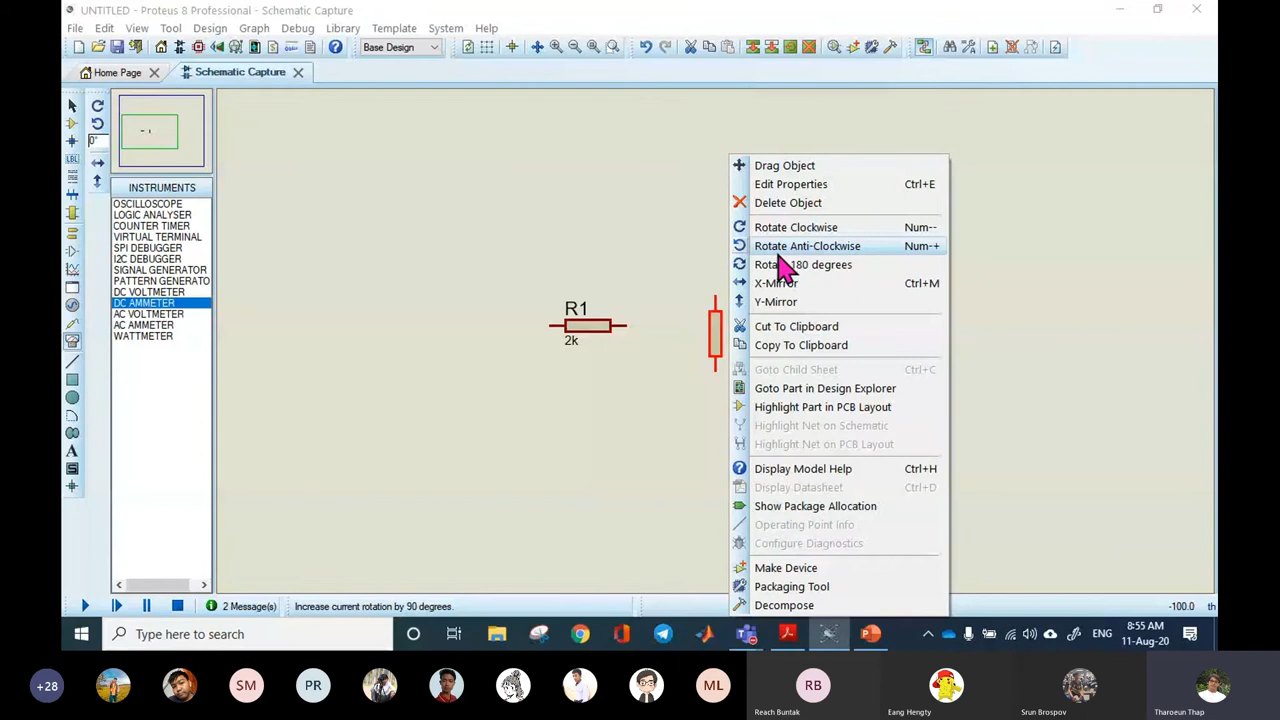 UNTITLED - Proteus 8 Professional - Schematic Capture
File Edit View Tool Design Graph Debug Library Template System Help
Base Design
Home Page
Schematic Capture
0°
LBL
INSTRUMENTS
OSCILLOSCOPE
LOGIC ANALYSER
COUNTER TIMER
VIRTUAL TERMINAL
SPI DEBUGGER
I2C DEBUGGER
SIGNAL GENERATOR
PATTERN GENERATO
DC VOLTMETER
DC AMMETER
AC VOLTMETER
AC AMMETER
WATTMETER
A
R1
2k
Drag Object
Edit Properties Ctrl+E
Delete Object
Rotate Clockwise Num--
Rotate Anti-Clockwise Num-+
180 degrees
X-Mirror Ctrl+M
Y-Mirror
Cut To Clipboard
Copy To Clipboard
Goto Child Sheet Ctrl+C
Goto Part in Design Explorer
Highlight Part in PCB Layout
Highlight Net on Schematic
Highlight Net on PCB Layout
Display Model Help Ctrl+H
Display Datasheet Ctrl+D
Show Package Allocation
Operating Point info
Configure Diagnostics
Make Device
Packaging Tool
Decompose
2 Message(s)
Increase current rotation by 90 degrees.
-100.0 th
Type here to search
ENG
8:55 AM
11-Aug-20
+28
SM
PR
ML
RB
Reach Buntak
Eang Hengty
Srun Brospov
Tharoeun Thap